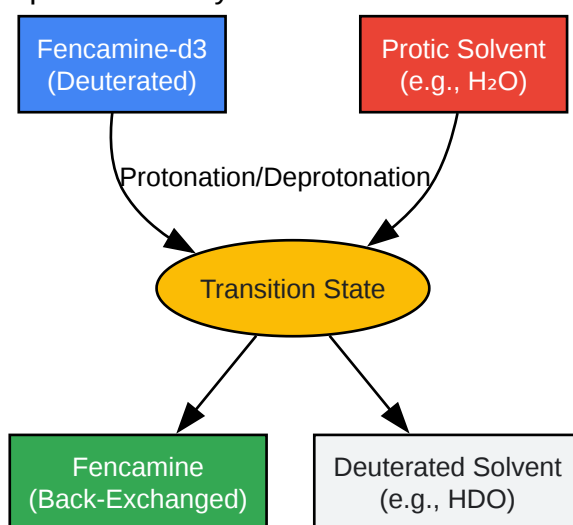 Fencamine-d3
(Deuterated)
Protic Solvent
(e.g., H₂O)
Protonation/Deprotonation
Transition State
Fencamine
(Back-Exchanged)
Deuterated Solvent
(e.g., HDO)